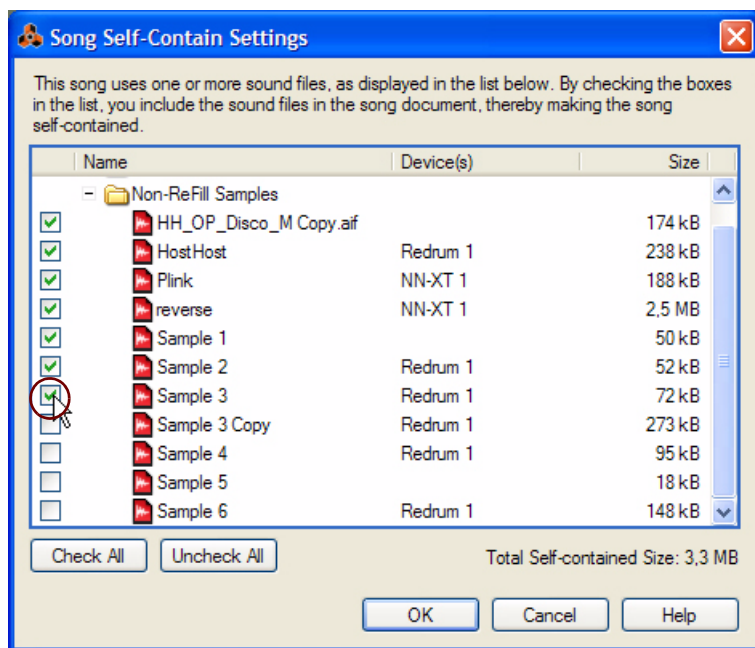 Song Self-Contain Settings
This song uses one or more sound files, as displayed in the list below. By checking the boxes
in the list, you include the sound files in the song document, thereby making the song
self-contained.
Name Device(s) Size
Non-ReFill Samples
HH_OP_Disco_M Copy.aif 174 kB
HostHost Redrum 1 238 kB
Plink NN-XT 1 188 kB
reverse NN-XT 1 2,5 MB
Sample 1 50 kB
Sample 2 Redrum 1 52 kB
Sample 3 Redrum 1 72 kB
Sample 3 Copy Redrum 1 273 kB
Sample 4 Redrum 1 95 kB
Sample 5 18 kB
Sample 6 Redrum 1 148 kB
Check All Uncheck All Total Self-contained Size: 3,3 MB
OK Cancel Help